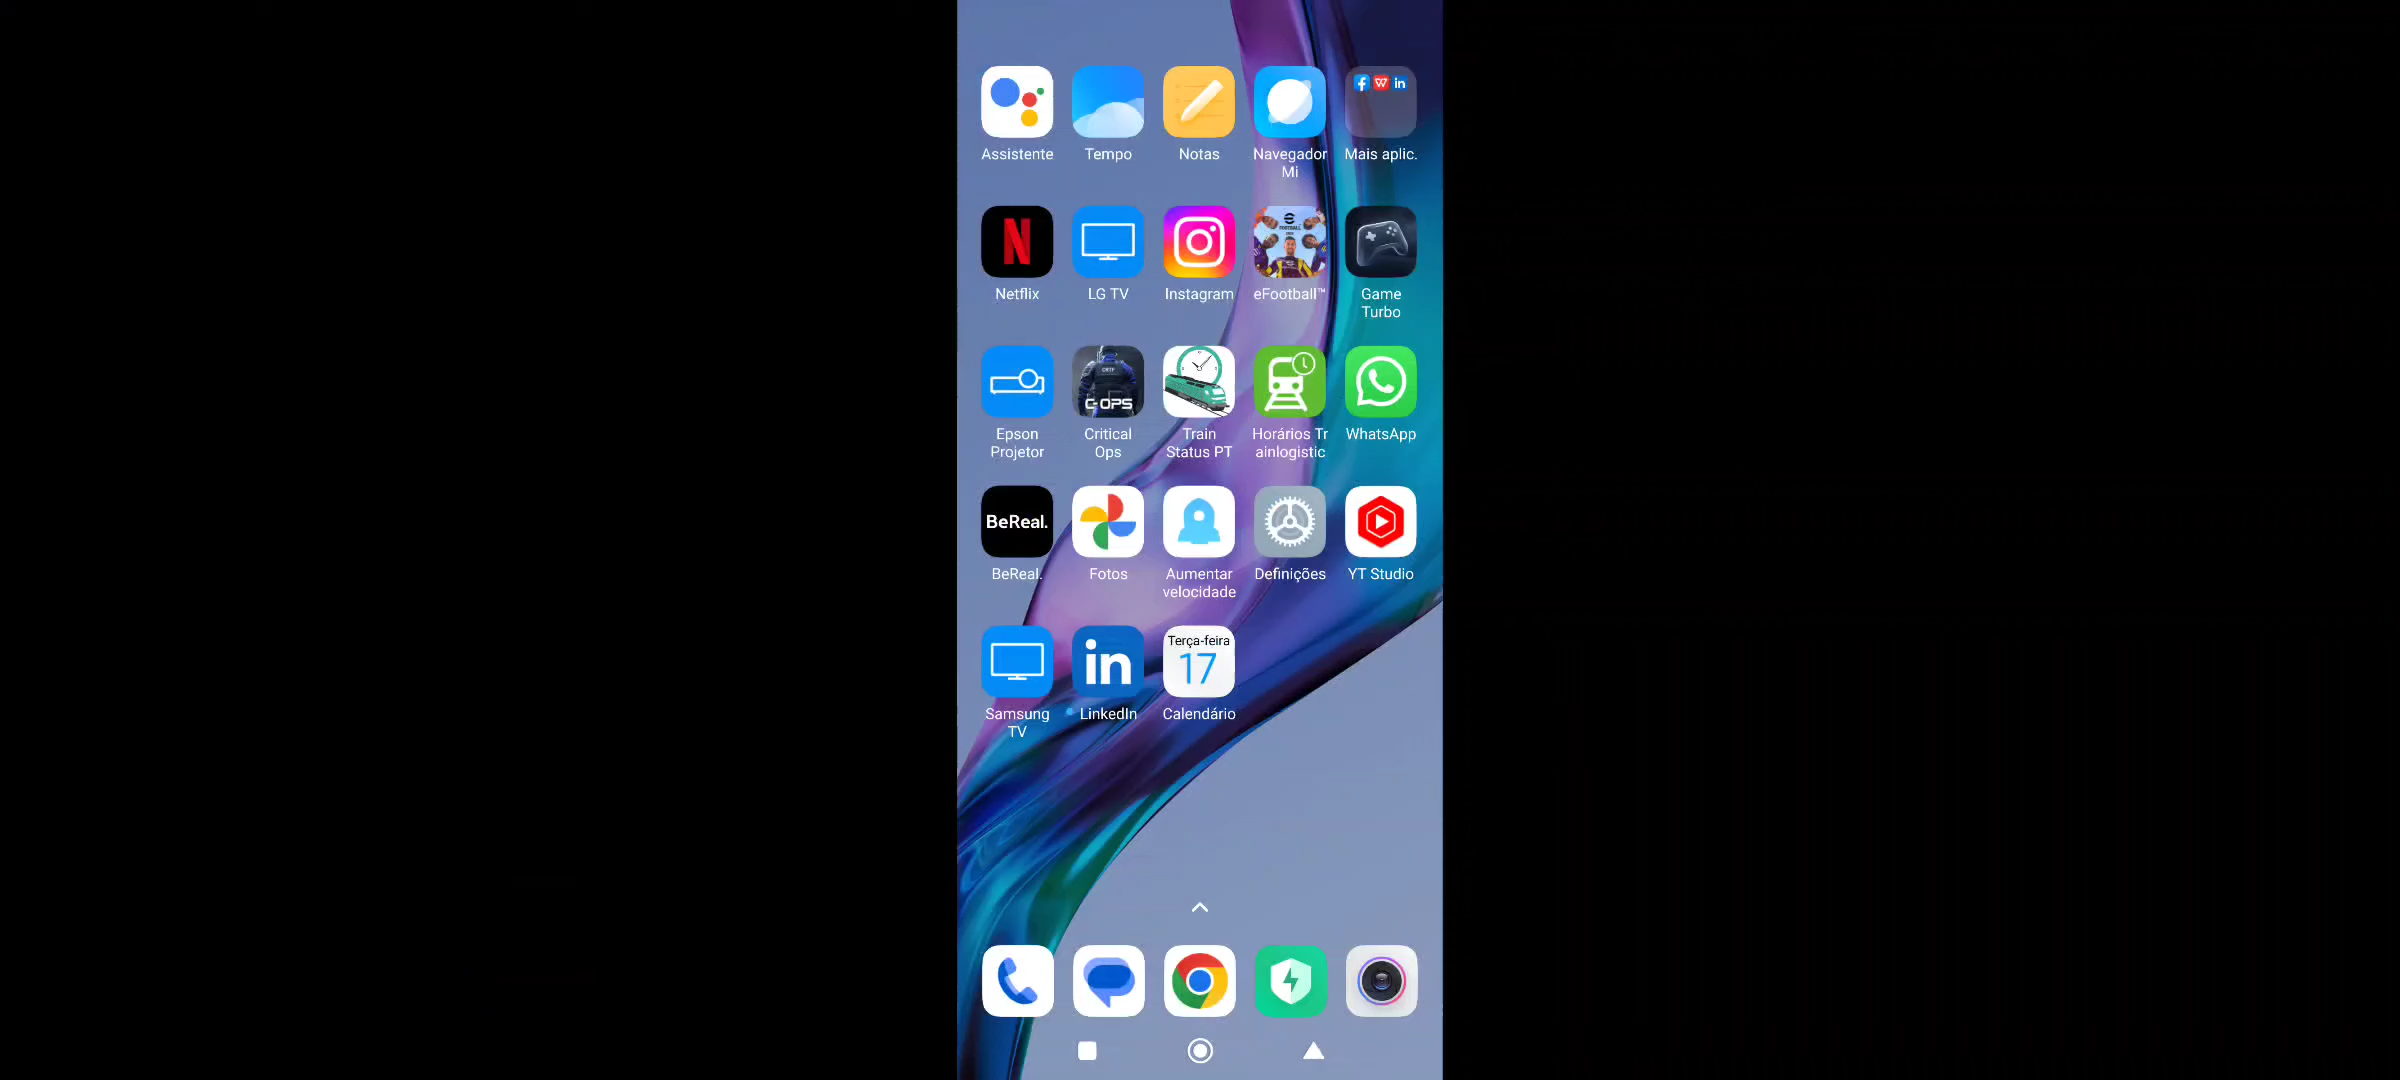 Assistente
Tempo
Notas
Navegador
Mi
Mais aplic.
Netflix
LG TV
Instagram
eFootball™
Game
Turbo
C-OPS
Epson
Projetor
Critical
Ops
Train
Status PT
Horários Tr
ainlogistic
WhatsApp
BeReal.
BeReal.
Fotos
Aumentar
velocidade
Definições
YT Studio
in
Terça-feira
17
Samsung
TV
LinkedIn
Calendário